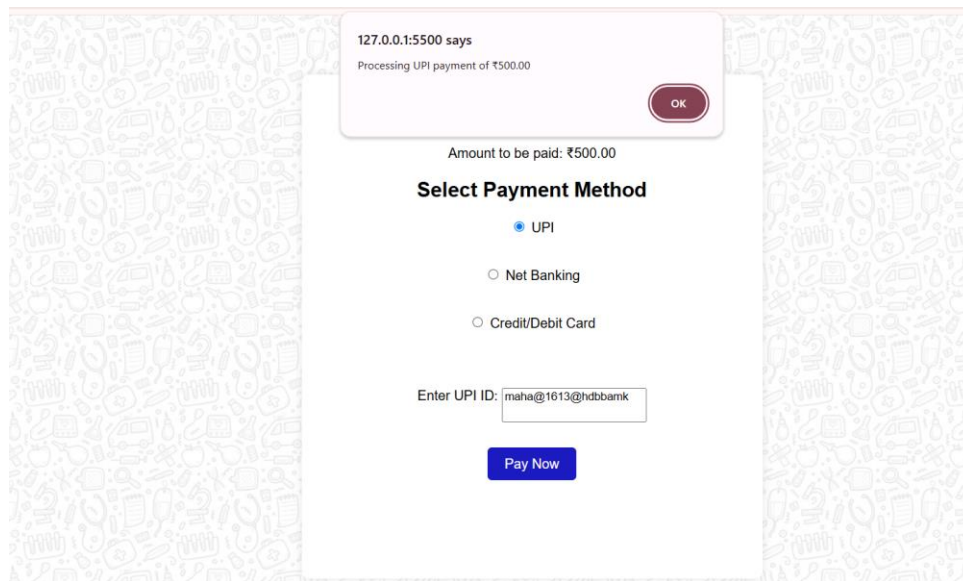 127.0.0.1:5500 says
Processing UPI payment of ₹500.00
OK
Amount to be paid: ₹500.00
Select Payment Method
UPI
Net Banking
Credit/Debit Card
Enter UPI ID: maha@1613@hdbbamk
Pay Now